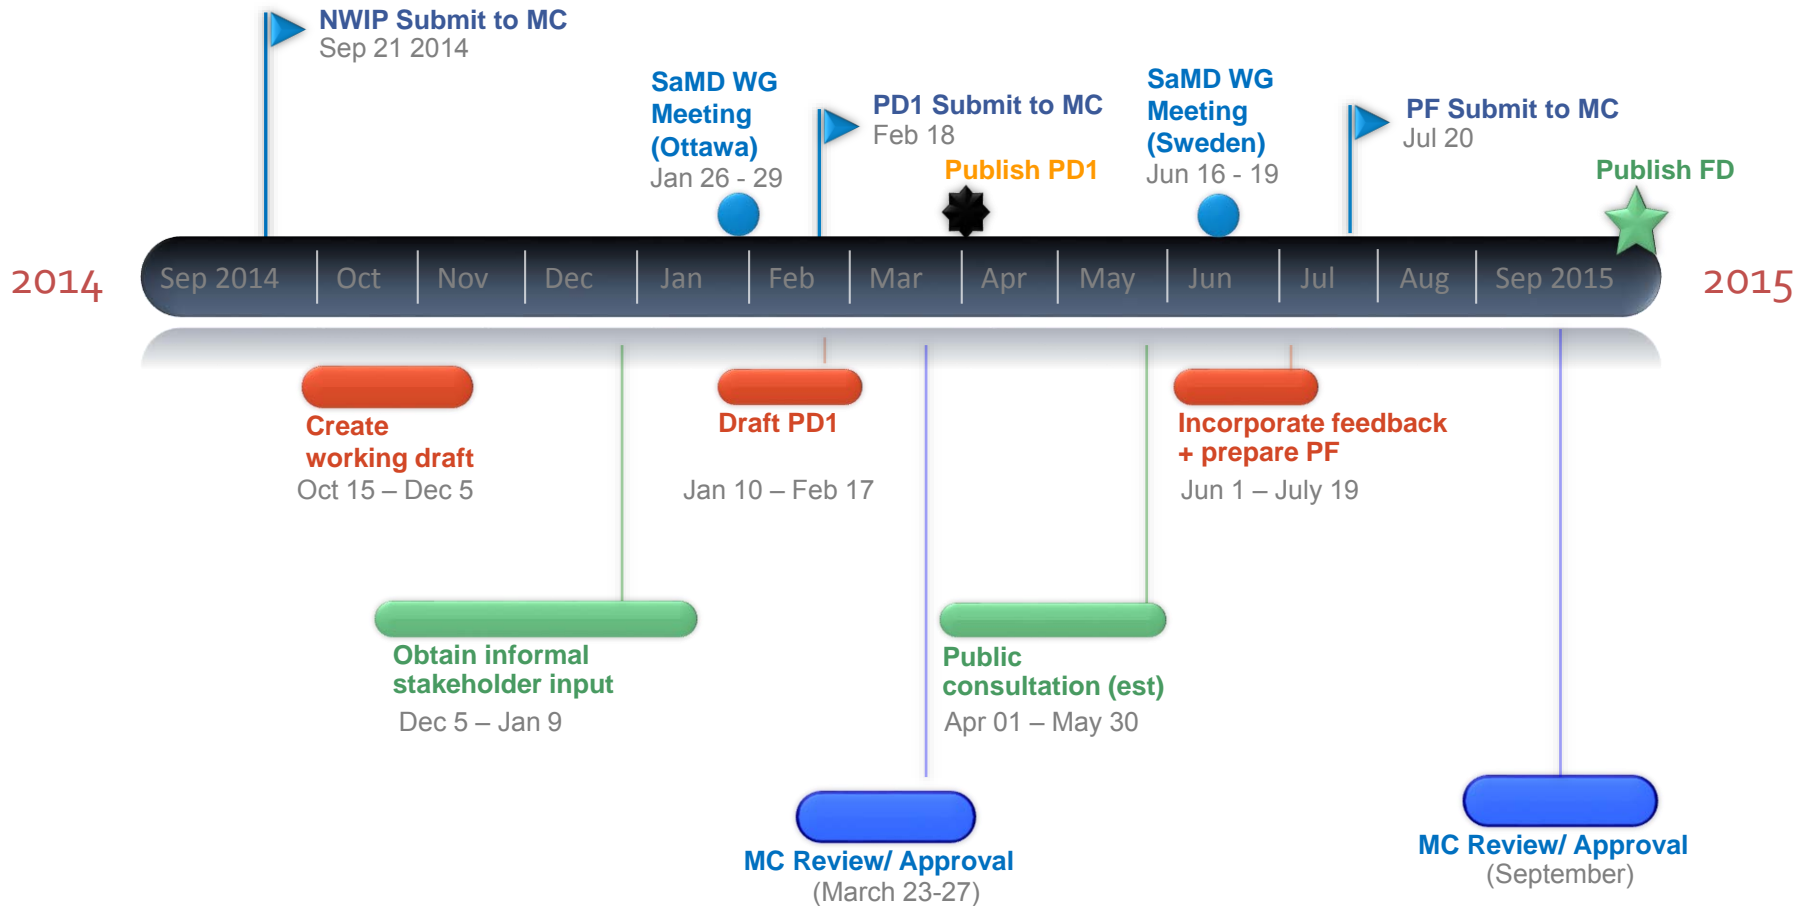 NWIP Submit to MC
Sep 21 2014
SaMD WG
Meeting
(Ottawa)
Jan 26 - 29
PD1 Submit to MC
Feb 18
Publish PD1
SaMD WG
Meeting
(Sweden)
Jun 16 - 19
PF Submit to MC
Jul 20
Publish FD
2014
Sep 2014
Oct
Nov
Dec
Jan
Feb
Mar
Apr
May
Jun
Jul
Aug
Sep 2015
2015
Create
working draft
Oct 15 – Dec 5
Draft PD1
Jan 10 – Feb 17
Incorporate feedback
+ prepare PF
Jun 1 – July 19
Obtain informal
stakeholder input
Dec 5 – Jan 9
Public
consultation (est)
Apr 01 – May 30
MC Review/ Approval
(March 23-27)
MC Review/ Approval
(September)